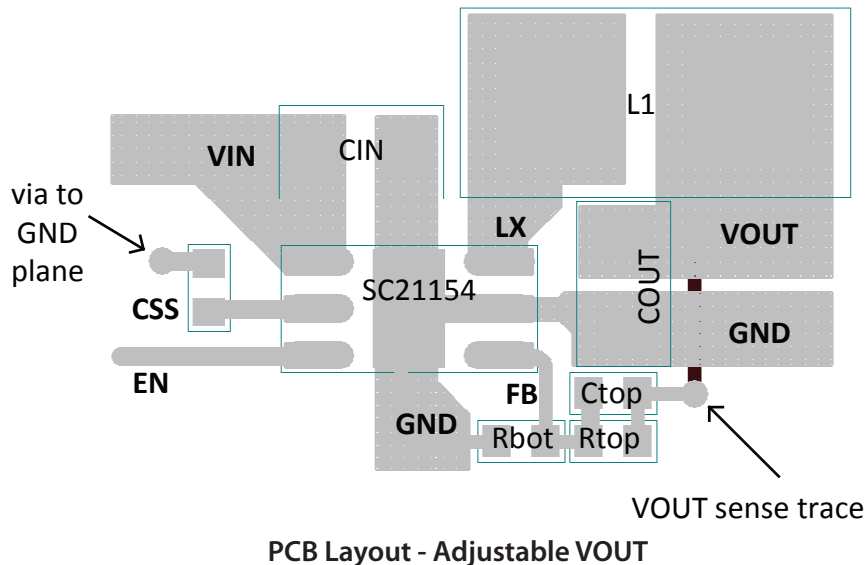 L1
VIN
CIN
via to
GND
plane
LX
VOUT
SC21154
COUT
CSS
GND
EN
FB
Ctop
GND
Rbot
Rtop
VOUT sense trace
PCB Layout - Adjustable VOUT